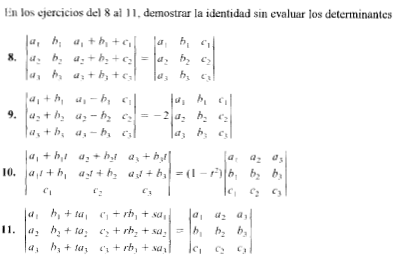 En los ejercicios del 8 al 11, demostrar la identidad sin evaluar los determinantes
8. |a₁ b₁ a₁ + b₁ + c₁| |a₁ b₁ c₁|
|a₂ b₂ a₂ + b₂ + c₂| = |a₂ b₂ c₂|
|a₃ b₃ a₃ + b₃ + c₃| |a₃ b₃ c₃|
9. |a₁ + b₁ a₁ − b₁ c₁| |a₁ b₁ c₁|
|a₂ + b₂ a₂ − b₂ c₂| = −2 |a₂ b₂ c₂|
|a₃ + b₃ a₃ − b₃ c₃| |a₃ b₃ c₃|
10. |a₁ + b₁t a₂ + b₂t a₃ + b₃t| |a₁ a₂ a₃|
|a₁t + b₁ a₂t + b₂ a₃t + b₃| = (1 − t²) |b₁ b₂ b₃|
|c₁ c₂ c₃| |c₁ c₂ c₃|
11. |a₁ b₁ + ta₁ c₁ + rb₁ + sa₁| |a₁ a₂ a₃|
|a₂ b₂ + ta₂ c₂ + rb₂ + sa₂| = |b₁ b₂ b₃|
|a₃ b₃ + ta₃ c₃ + rb₃ + sa₃| |c₁ c₂ c₃|